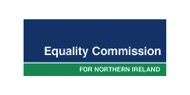 Equality Commission
FOR NORTHERN IRELAND